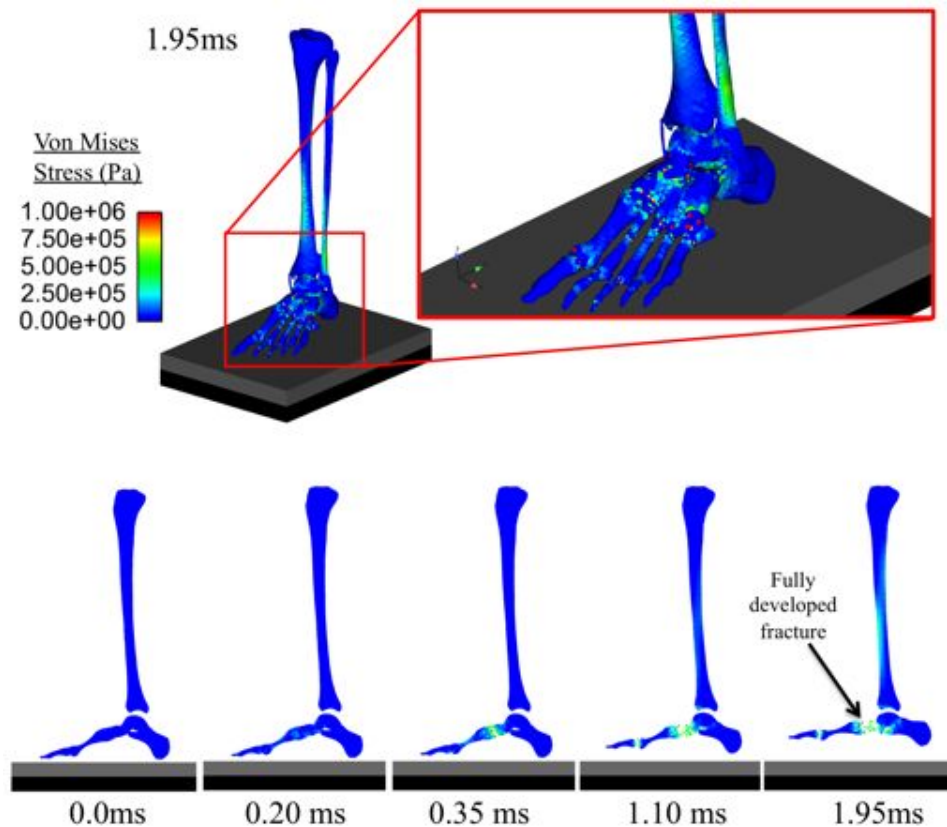 1.95ms
Von Mises
Stress (Pa)
1.00e+06
7.50e+05
5.00e+05
2.50e+05
0.00e+00
Fully
developed
fracture
0.0ms
0.20 ms
0.35 ms
1.10 ms
1.95ms